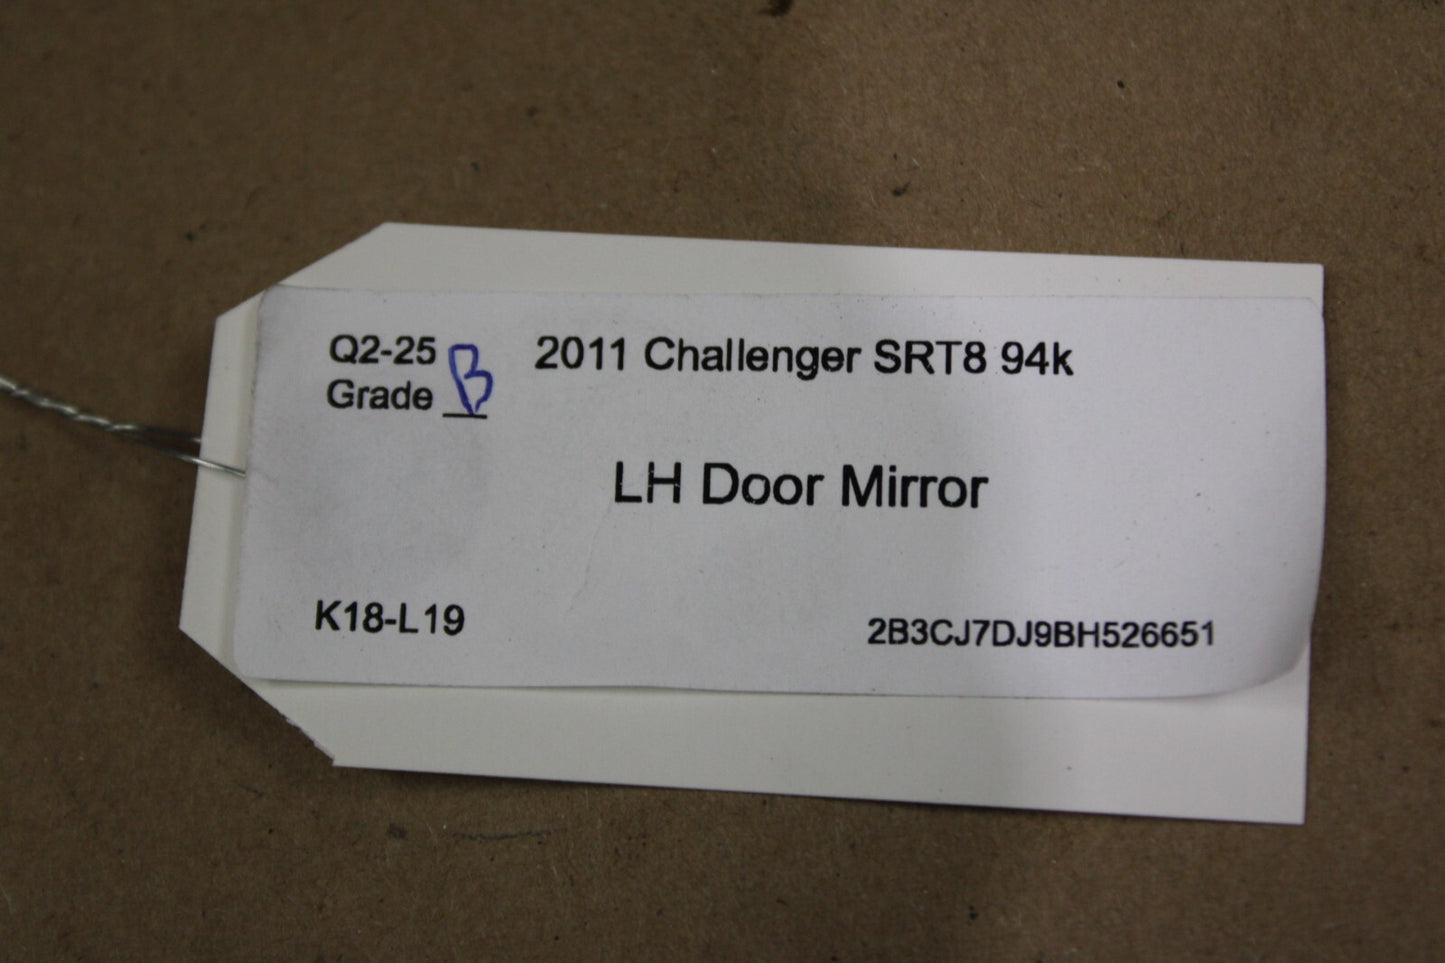 Q2-25 2011 Challenger SRT8 94k
Grade B
LH Door Mirror
K18-L19 2B3CJ7DJ9BH526651